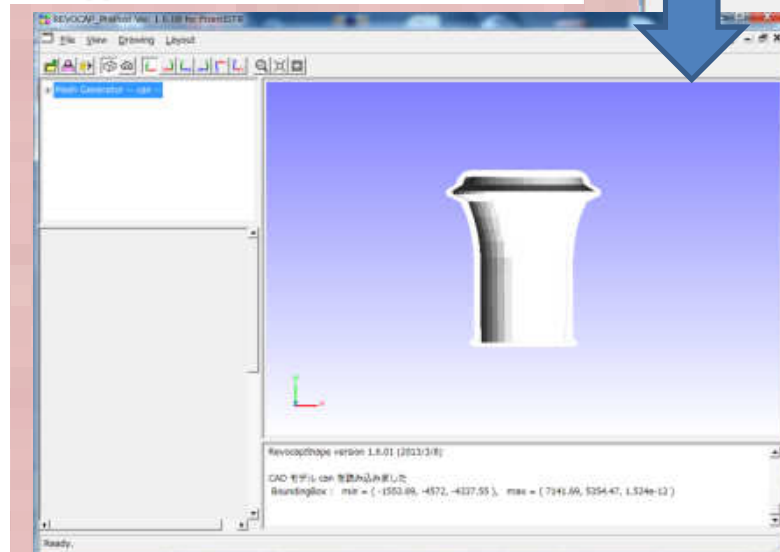 REVOCAP_PrePost Ver. 1.6.00 for FrontISTR
File View Drawing Layout
Mesh Generator -- can --
RevocapShape version 1.6.01 (2013/3/8)
CAD モデル can を読み込みました
BoundingBox : min = ( -1553.69, -4572, -4337.55 ), max = ( 7141.69, 5354.47, 1.524e-12 )
Ready.